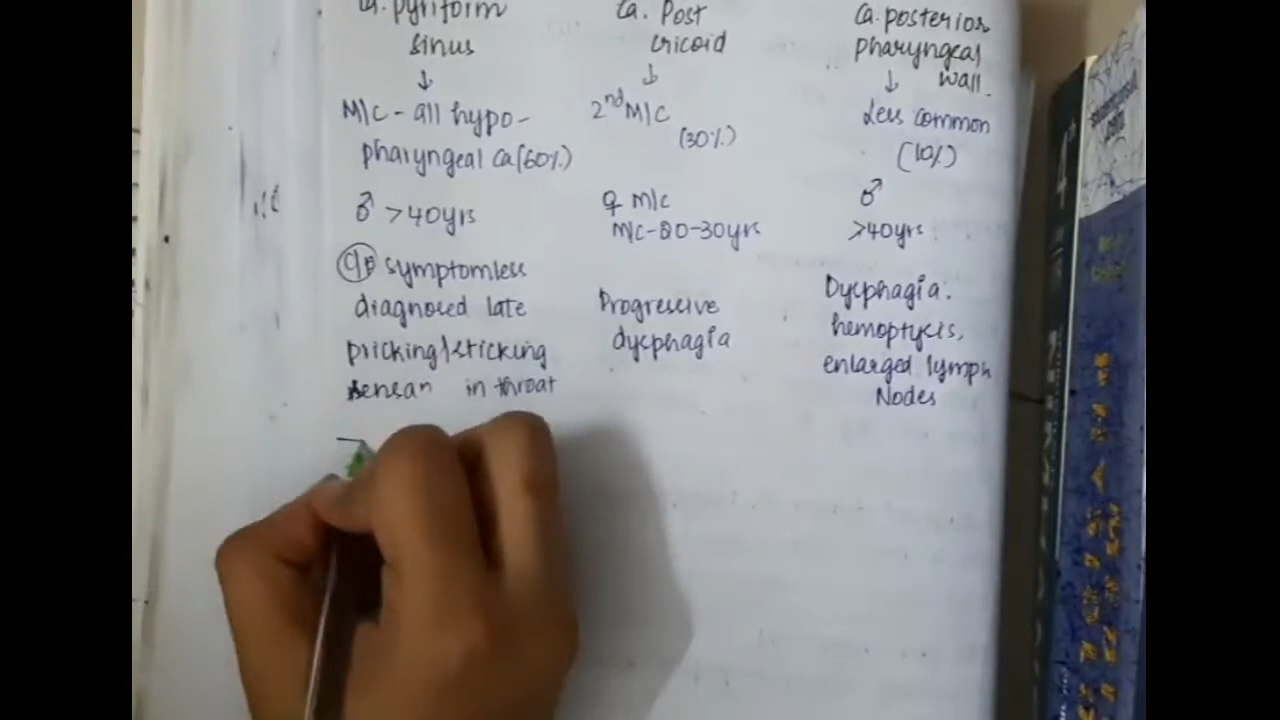 Ca. pyriform
sinus
↓
M/C - all hypo-
pharyngeal Ca (60%)
♂ >40yrs
C/F symptomless
diagnosed late
pricking/sticking
sensaⁿ in throat
Ca. Post
cricoid
↓
2nd M/C
(30%)
♀ M/C
M/C-20-30yrs
Progressive
dysphagia
Ca. posterior
pharyngeal
wall.
↓
Less common
(10%)
♂
>40yrs
Dysphagia.
hemoptysis,
enlarged lymph
Nodes
4th